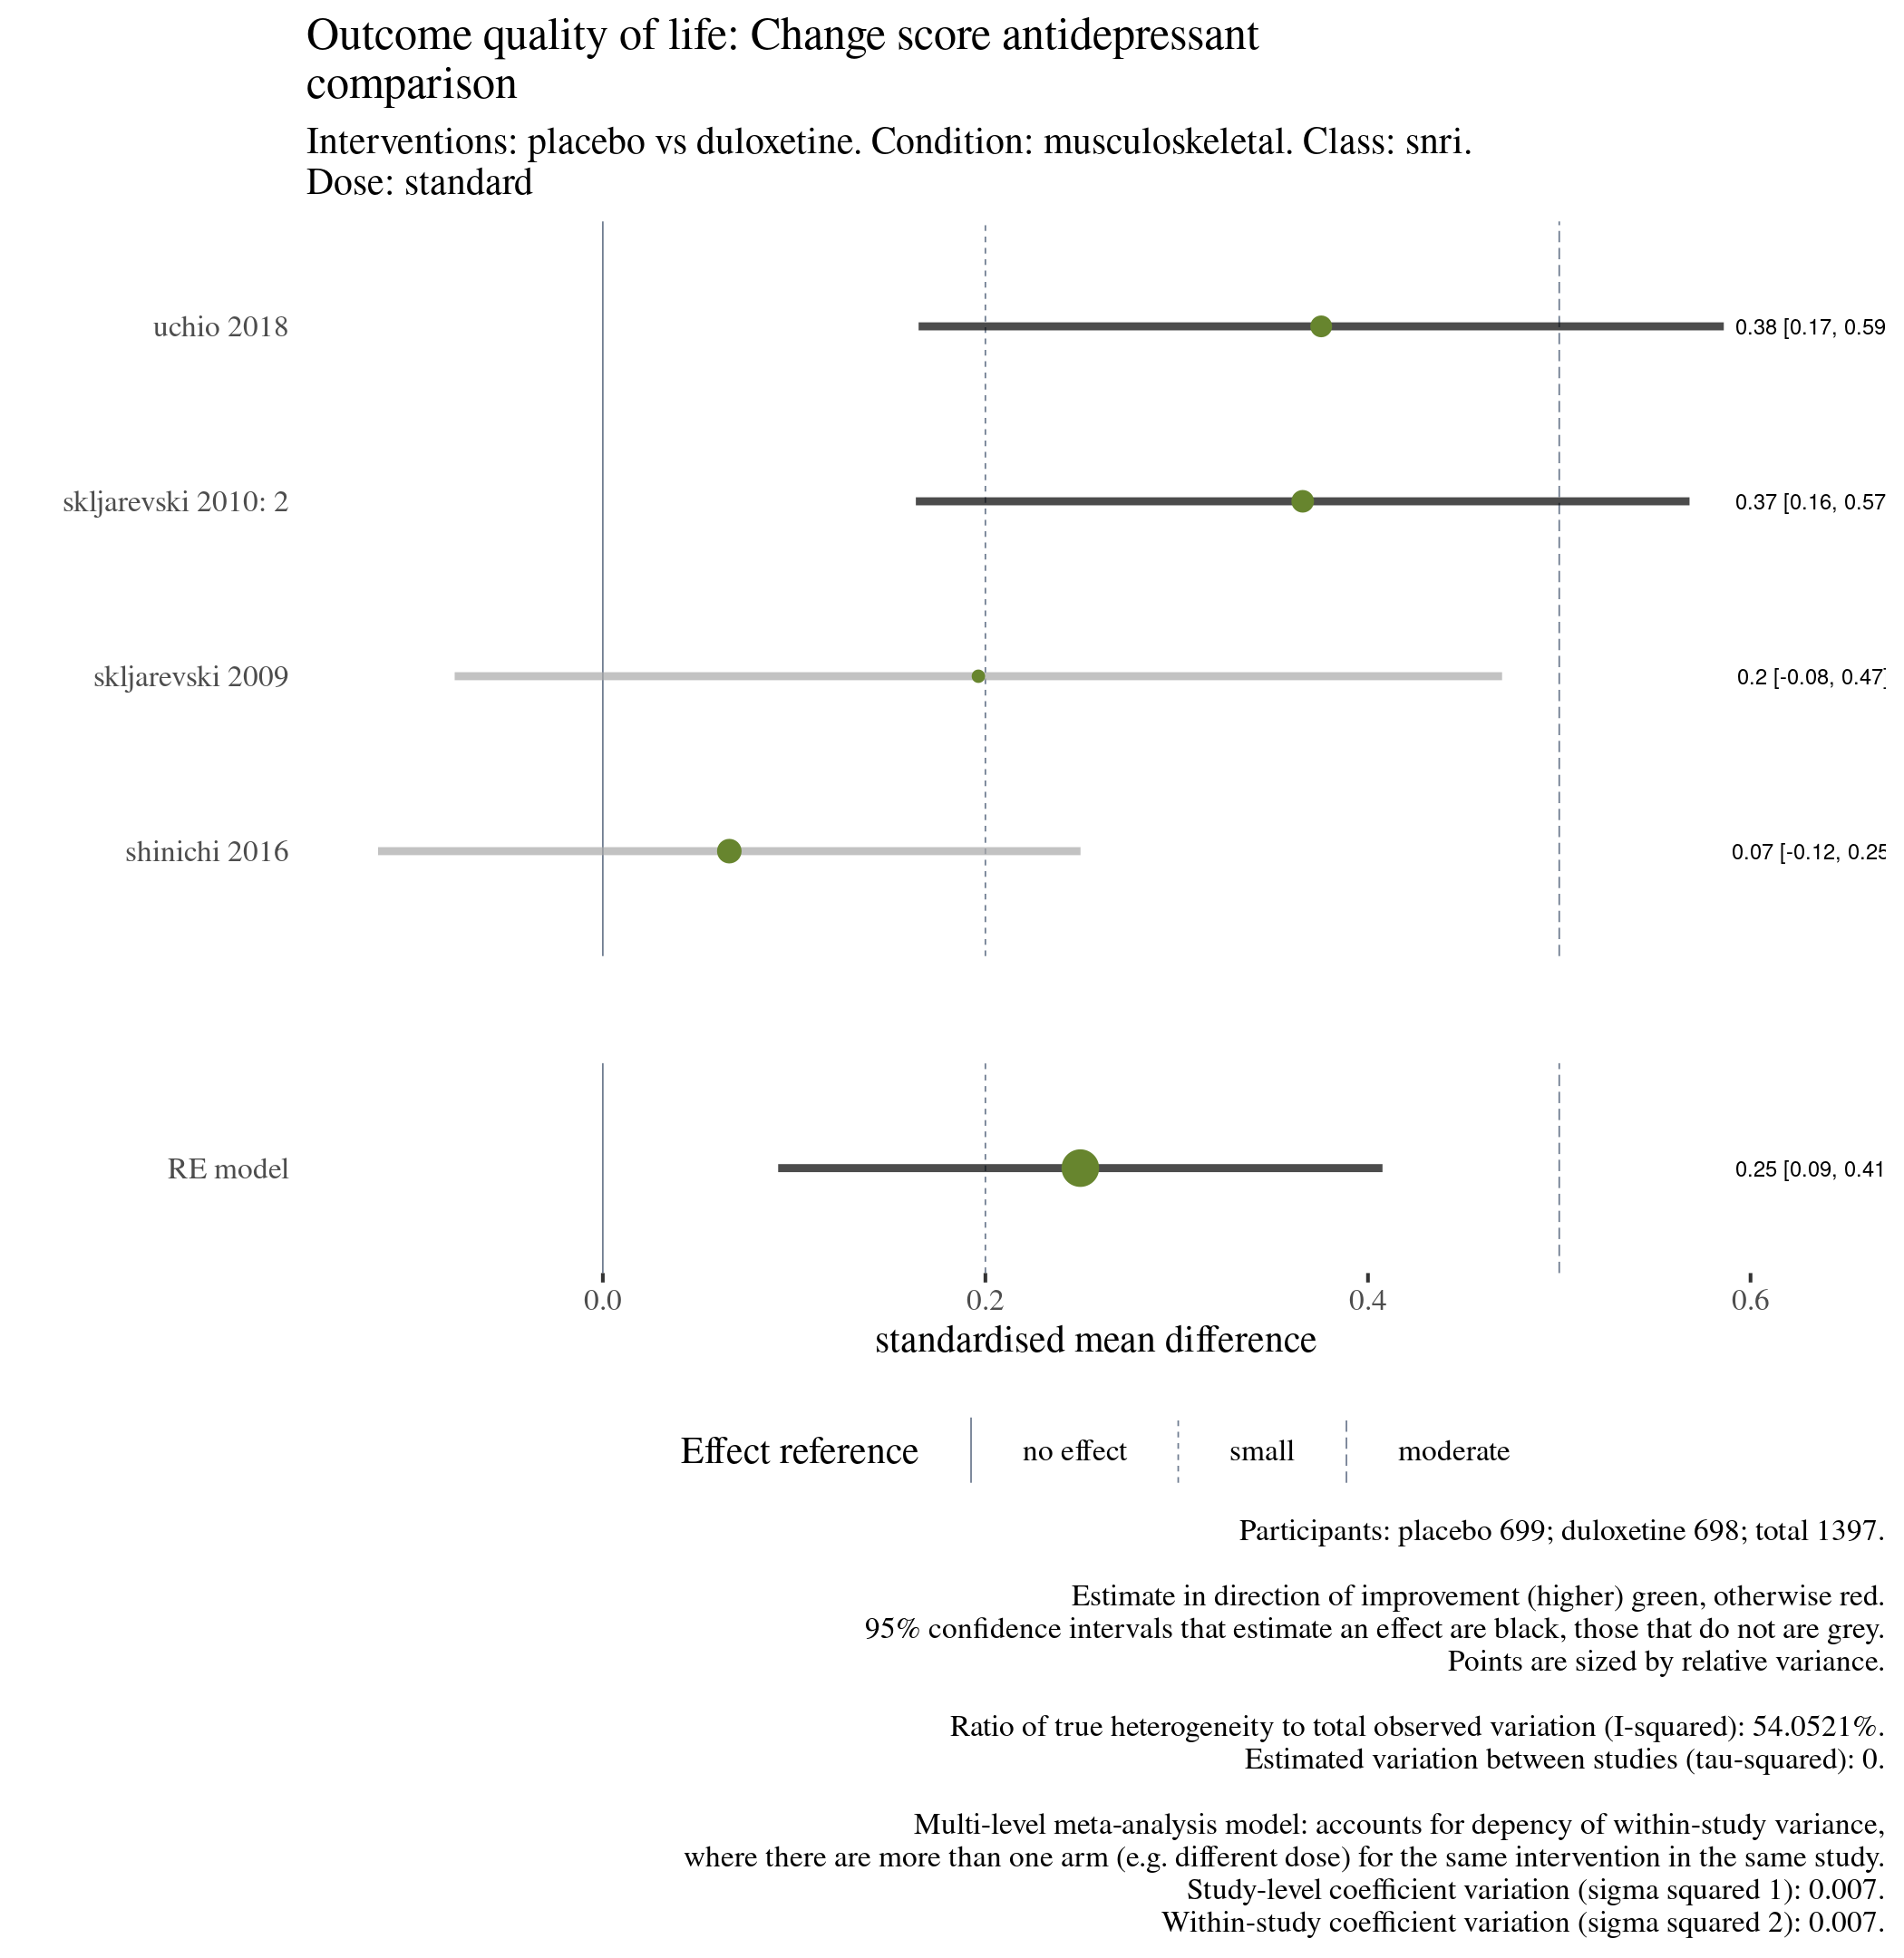 Outcome quality of life: Change score antidepressant
comparison
Interventions: placebo vs duloxetine. Condition: musculoskeletal. Class: snri.
Dose: standard
uchio 2018
0.38 [0.17, 0.59
skljarevski 2010: 2
0.37 [0.16, 0.57
skljarevski 2009
0.2 [-0.08, 0.47]
shinichi 2016
0.07 [-0.12, 0.25
RE model
0.25 [0.09, 0.41
0.0 0.2 0.4 0.6
standardised mean difference
Effect reference no effect small moderate
Participants: placebo 699; duloxetine 698; total 1397.
Estimate in direction of improvement (higher) green, otherwise red.
95% confidence intervals that estimate an effect are black, those that do not are grey.
Points are sized by relative variance.
Ratio of true heterogeneity to total observed variation (I-squared): 54.0521%.
Estimated variation between studies (tau-squared): 0.
Multi-level meta-analysis model: accounts for depency of within-study variance,
where there are more than one arm (e.g. different dose) for the same intervention in the same study.
Study-level coefficient variation (sigma squared 1): 0.007.
Within-study coefficient variation (sigma squared 2): 0.007.